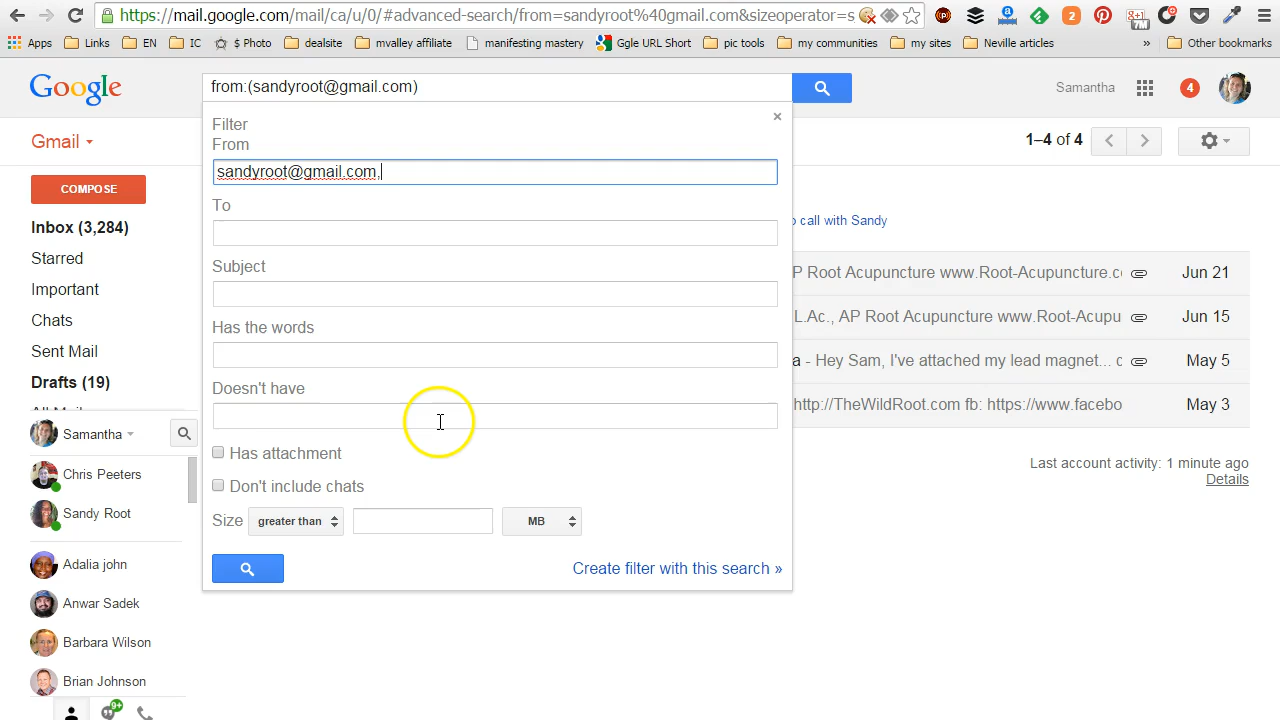 https://mail.google.com/mail/ca/u/0/#advanced-search/from=sandyroot%40gmail.com&sizeoperator=s
Apps Links EN IC $ Photo dealsite mvalley affiliate manifesting mastery Ggle URL Short pic tools my communities my sites Neville articles » Other bookmarks
Google
from:(sandyroot@gmail.com)
Samantha
4
Gmail
1–4 of 4
COMPOSE
Inbox (3,284)
Starred
Important
Chats
Sent Mail
Drafts (19)
Samantha
Chris Peeters
Sandy Root
Adalia john
Anwar Sadek
Barbara Wilson
Brian Johnson
9+
Filter
From
sandyroot@gmail.com,
To
Subject
Has the words
Doesn't have
Has attachment
Don't include chats
Size greater than MB
Create filter with this search »
call with Sandy
AP Root Acupuncture www.Root-Acupuncture.c Jun 21
L.Ac., AP Root Acupuncture www.Root-Acupu Jun 15
a - Hey Sam, I've attached my lead magnet... c May 5
http://TheWildRoot.com fb: https://www.facebo May 3
Last account activity: 1 minute ago
Details